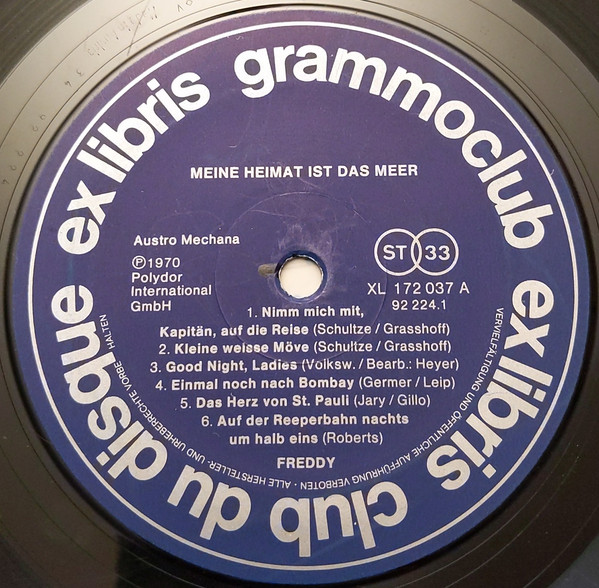 ex libris grammoclub
ex libris club du disque
MEINE HEIMAT IST DAS MEER
Austro Mechana
Ⓟ1970
Polydor
International
GmbH
ST 33
XL 172 037 A
92 224.1
1. Nimm mich mit,
Kapitän, auf die Reise (Schultze / Grasshoff)
2. Kleine weisse Möve (Schultze / Grasshoff)
3. Good Night, Ladies (Volksw. / Bearb.: Heyer)
4. Einmal noch nach Bombay (Germer / Leip)
5. Das Herz von St. Pauli (Jary / Gillo)
6. Auf der Reeperbahn nachts
um halb eins (Roberts)
FREDDY
ALLE HERSTELLER- UND URHEBERRECHTE VORBEHALTEN · VERVIELFÄLTIGUNG UND ÖFFENTLICHE AUFFÜHRUNG VERBOTEN